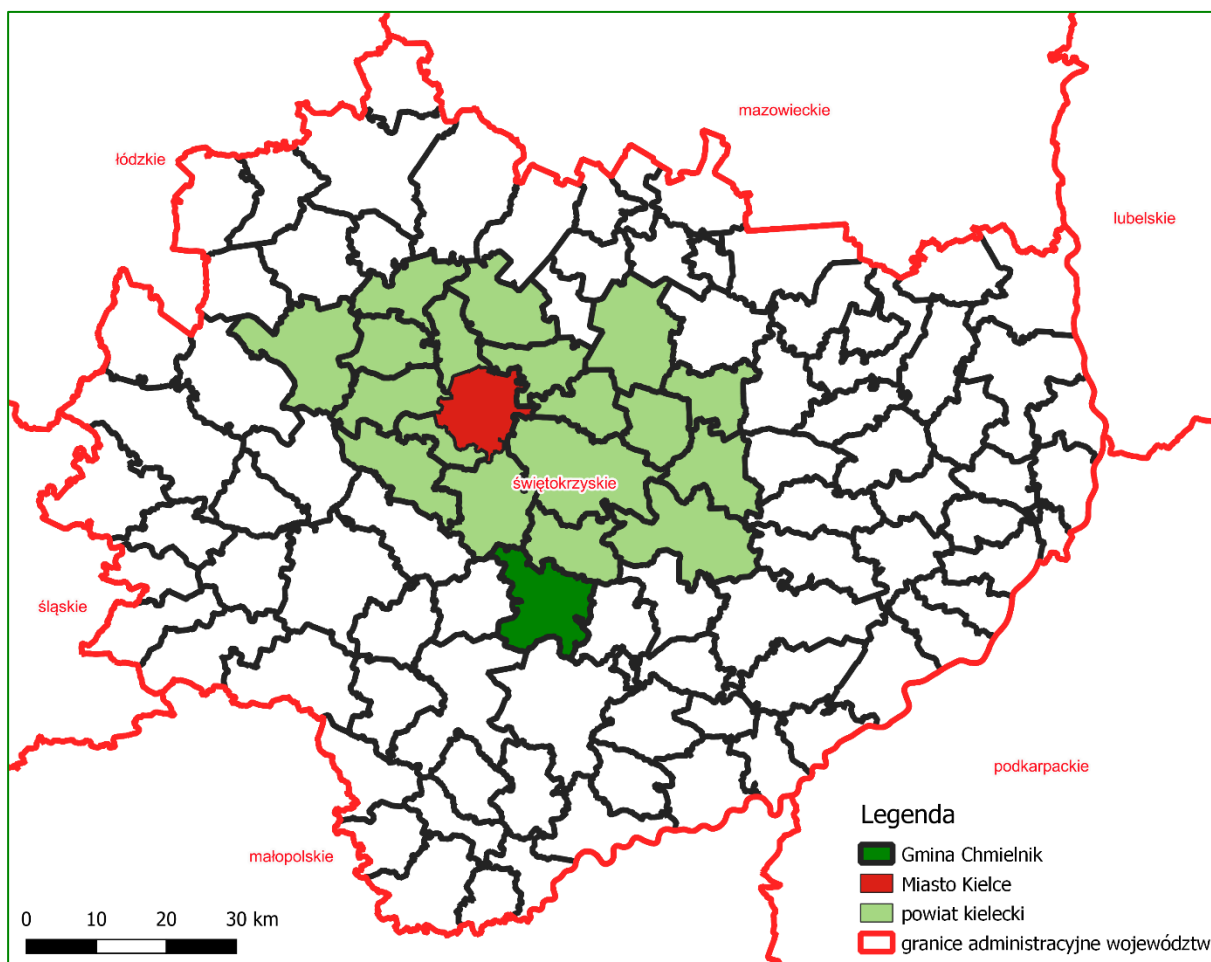 mazowieckie
łódzkie
lubelskie
świętokrzyskie
śląskie
podkarpackie
małopolskie
Legenda
Gmina Chmielnik
Miasto Kielce
powiat kielecki
granice administracyjne województw
0 10 20 30 km